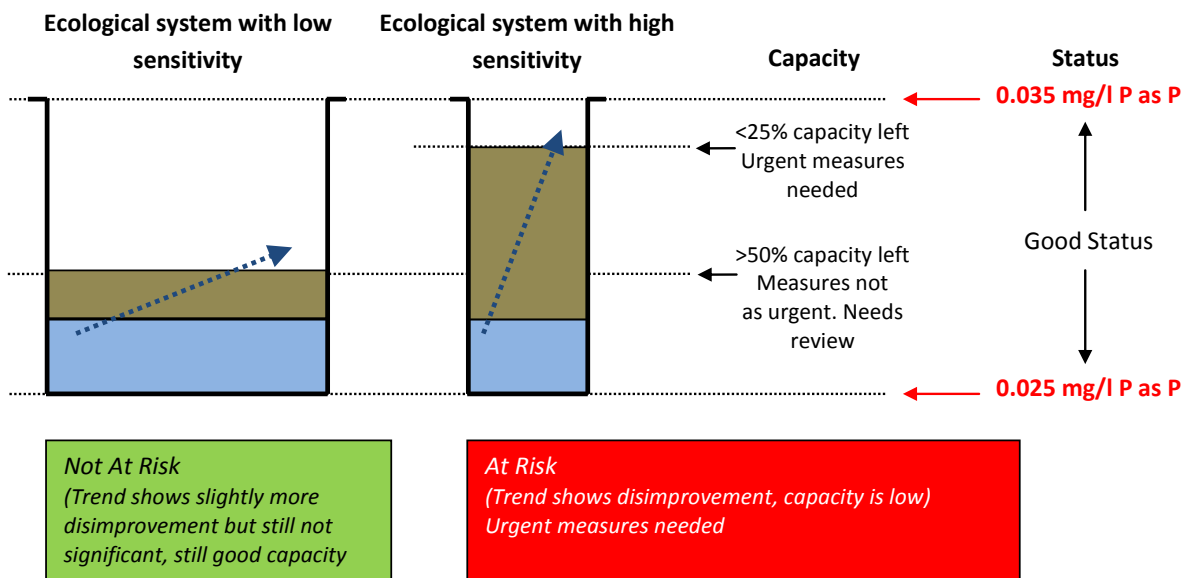 Ecological system with low
sensitivity
Ecological system with high
sensitivity
Capacity
Status
0.035 mg/l P as P
<25% capacity left
Urgent measures
needed
Good Status
>50% capacity left
Measures not
as urgent. Needs
review
0.025 mg/l P as P
Not At Risk
(Trend shows slightly more
disimprovement but still not
significant, still good capacity
At Risk
(Trend shows disimprovement, capacity is low)
Urgent measures needed